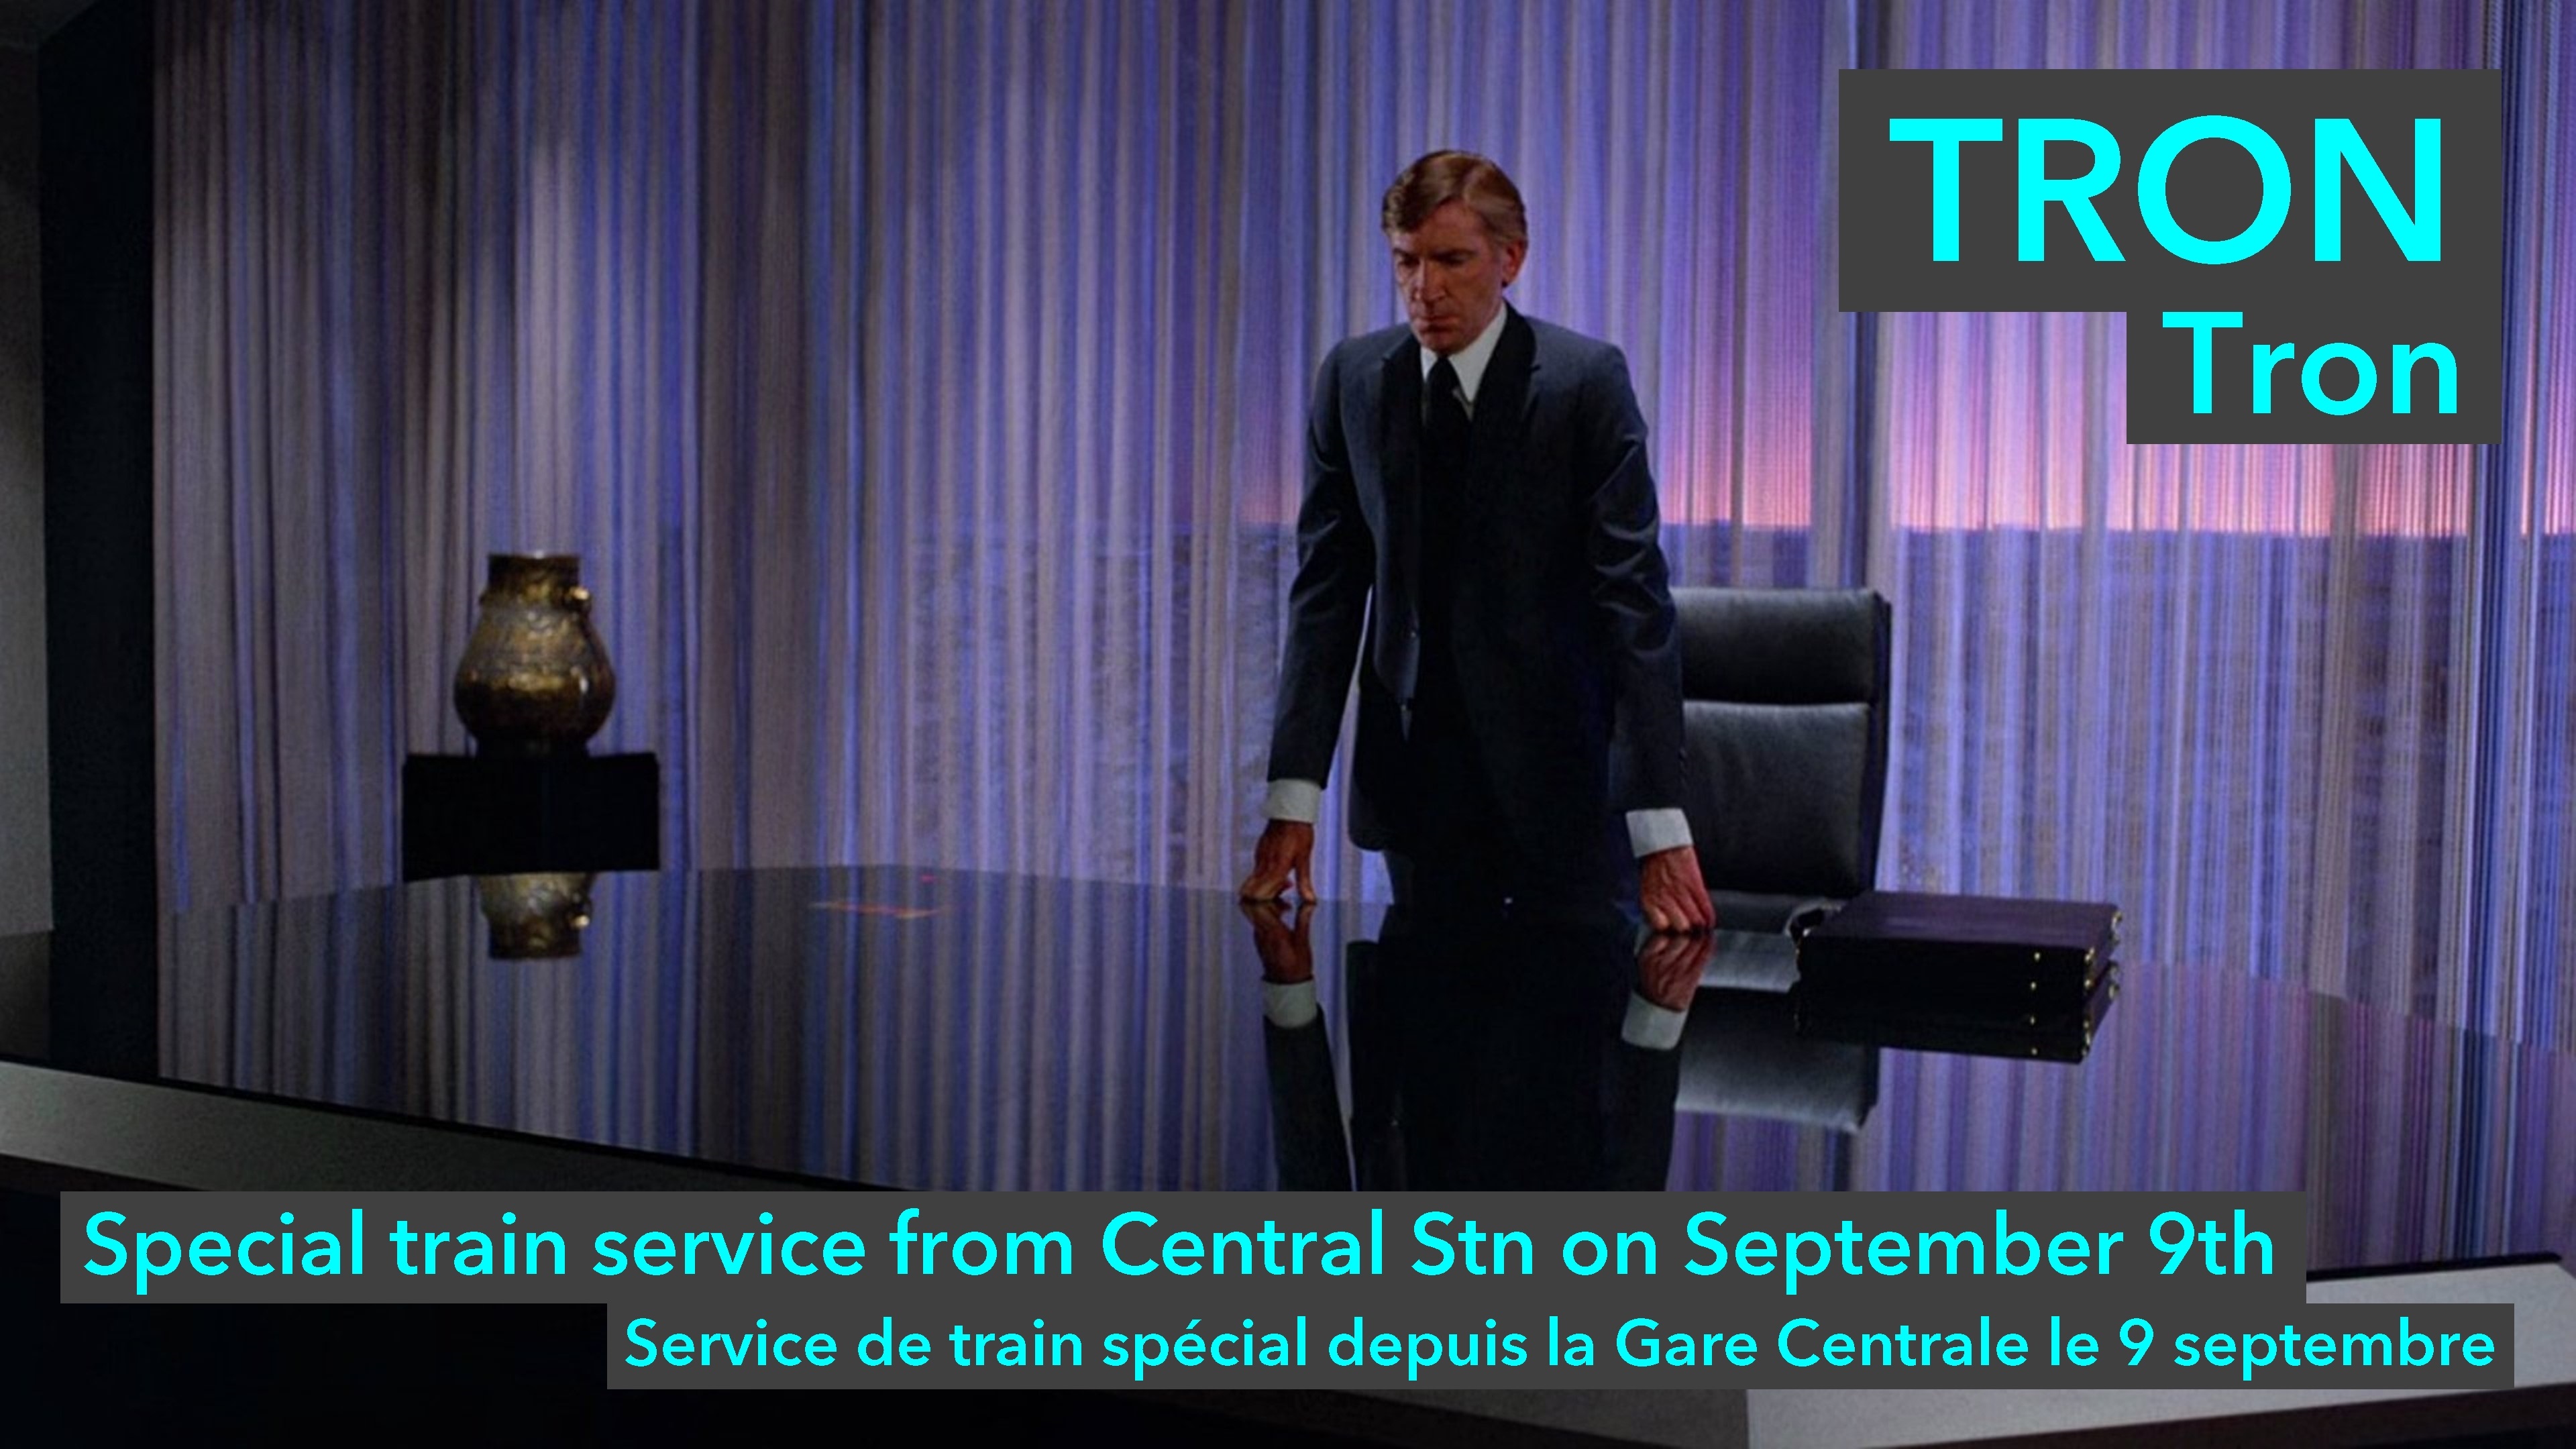 TRON
Tron
Special train service from Central Stn on September 9th
Service de train spécial depuis la Gare Centrale le 9 septembre